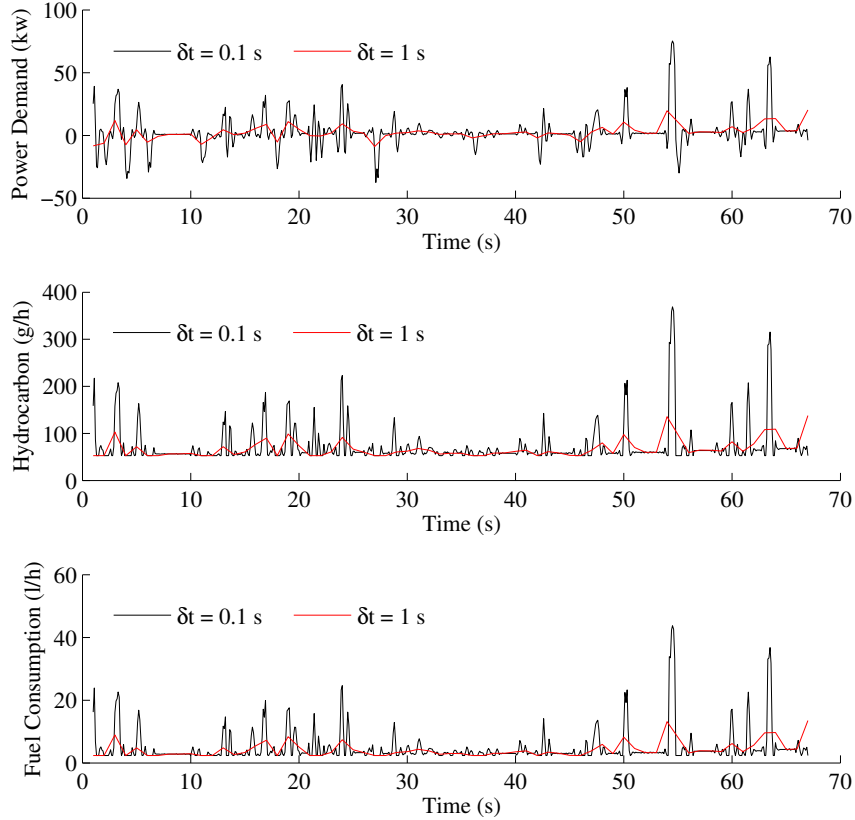 Power Demand (kw)
100
50
0
−50
δt = 0.1 s δt = 1 s
0 10 20 30 40 50 60 70
Time (s)
Hydrocarbon (g/h)
400
300
200
100
0
δt = 0.1 s δt = 1 s
0 10 20 30 40 50 60 70
Time (s)
Fuel Consumption (l/h)
60
40
20
0
δt = 0.1 s δt = 1 s
0 10 20 30 40 50 60 70
Time (s)